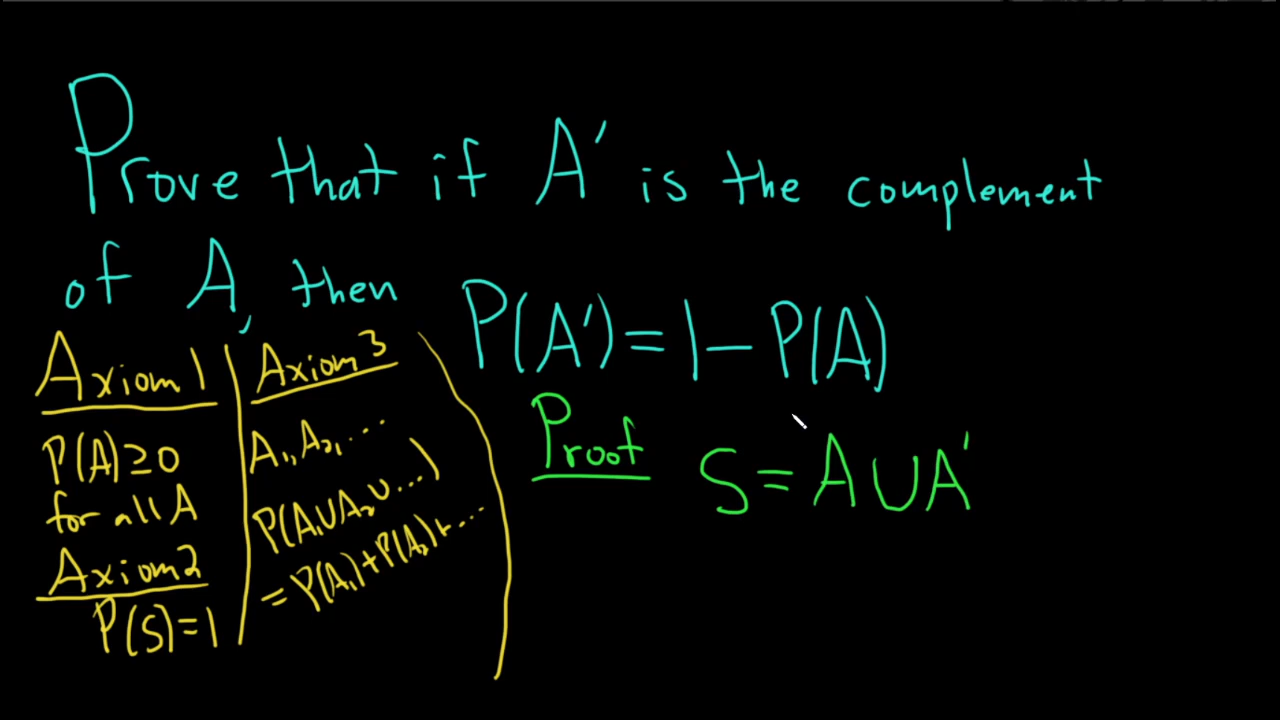 Prove that if A' is the complement
of A, then
P(A') = 1 - P(A)
Axiom 1
P(A) ≥ 0
for all A
Axiom 2
P(S) = 1
Axiom 3
A₁, A₂, ...
P(A₁ ∪ A₂ ∪ ...)
= P(A₁) + P(A₂) + ...
Proof
S = A ∪ A'